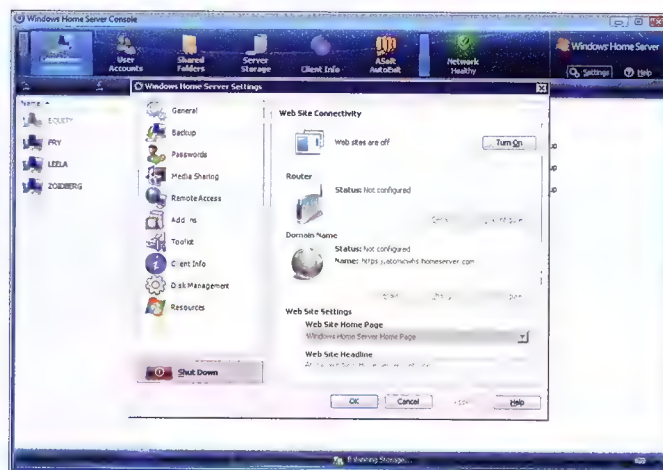 Windows Home Server Console
User Accounts
Shared Folders
Server Storage
Client Info
ASoft AutoExit
Network Healthy
Windows Home Server
Settings
Help
Name
EQUITY
FRY
LEELA
ZOIDBERG
Windows Home Server Settings
General
Backup
Passwords
Media Sharing
Remote Access
Add-ins
Toolkit
Client Info
Disk Management
Resources
Shut Down
Web Site Connectivity
Web sites are off
Turn On
Router
Status: Not configured
Domain Name
Status: Not configured
Name: homeserver.com
Web Site Settings
Web Site Home Page
Windows Home Server Home Page
Web Site Headline
OK
Cancel
Help
Storage...